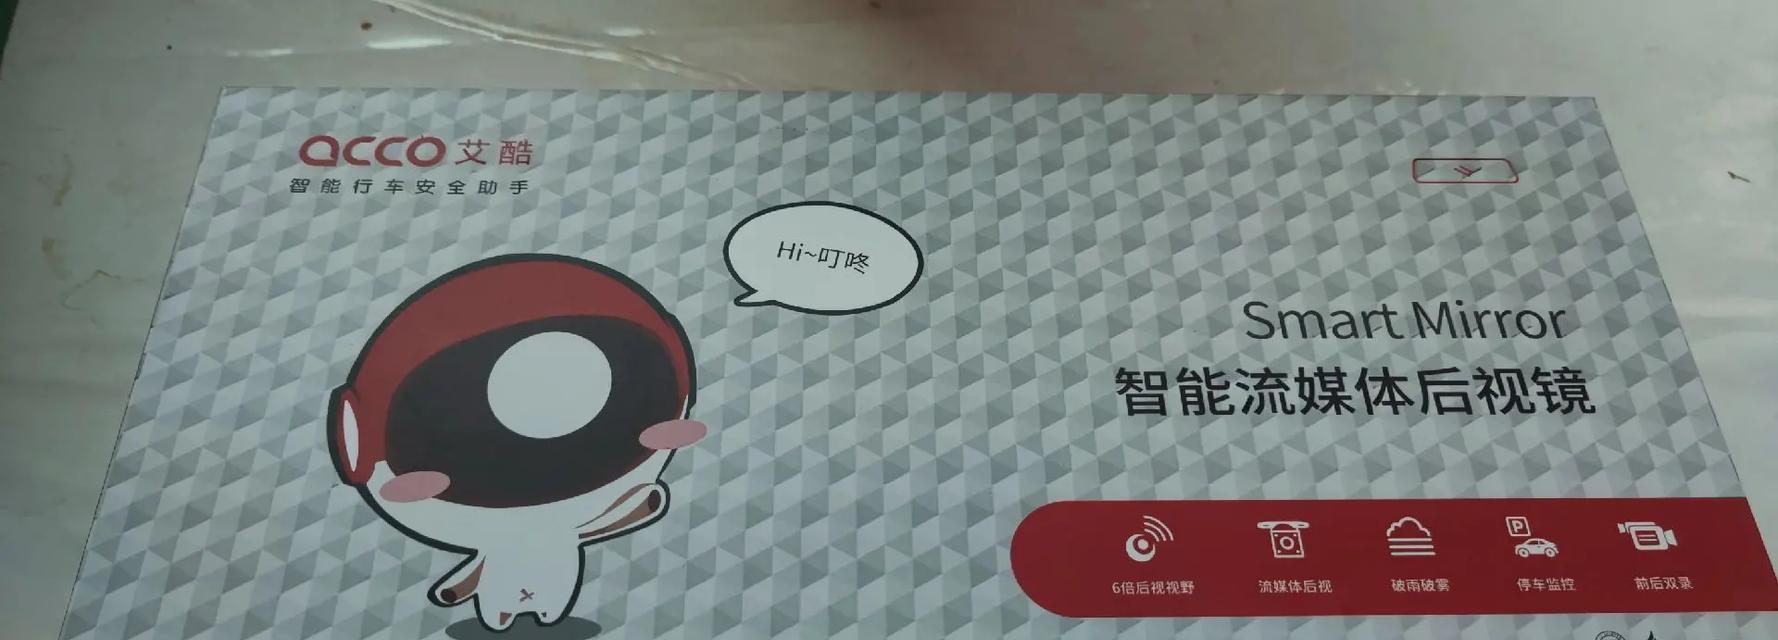 acco 艾酷
智能行车安全助手
Hi~叮咚
Smart Mirror
智能流媒体后视镜
P
6倍后视视野
流媒体后视
破雨破雾
停车监控
前后双录